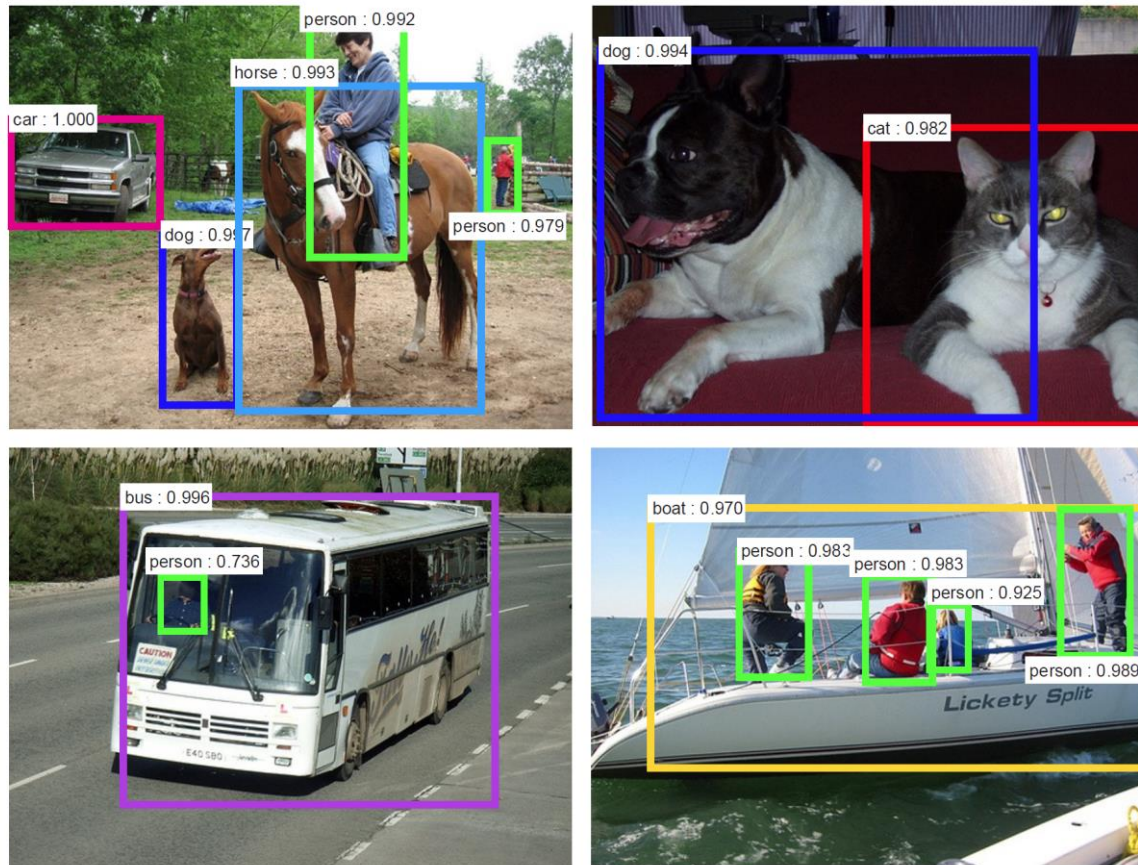 person : 0.992
horse : 0.993
car : 1.000
person : 0.979
dog : 0.997
dog : 0.994
cat : 0.982
bus : 0.996
person : 0.736
CAUTION
E40 SBO
boat : 0.970
person : 0.983
person : 0.983
person : 0.925
person : 0.989
Lickety Split